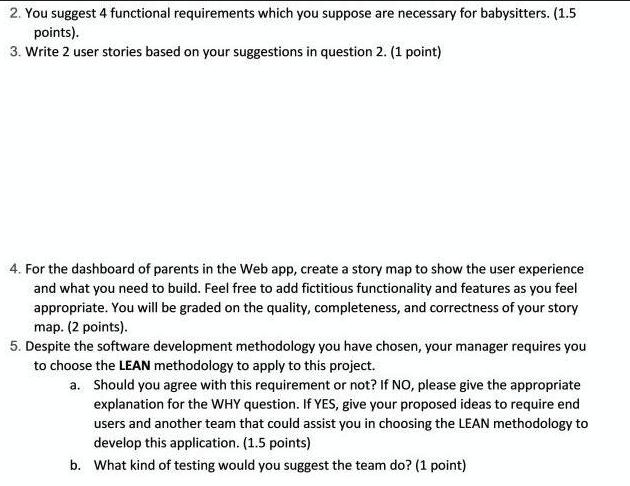 2. You suggest 4 functional requirements which you suppose are necessary for babysitters. (1.5
points).
3. Write 2 user stories based on your suggestions in question 2. (1 point)
4. For the dashboard of parents in the Web app, create a story map to show the user experience
and what you need to build. Feel free to add fictitious functionality and features as you feel
appropriate. You will be graded on the quality, completeness, and correctness of your story
map. (2 points).
5. Despite the software development methodology you have chosen, your manager requires you
to choose the LEAN methodology to apply to this project.
a. Should you agree with this requirement or not? If NO, please give the appropriate
explanation for the WHY question. If YES, give your proposed ideas to require end
users and another team that could assist you in choosing the LEAN methodology to
develop this application. (1.5 points)
b. What kind of testing would you suggest the team do? (1 point)